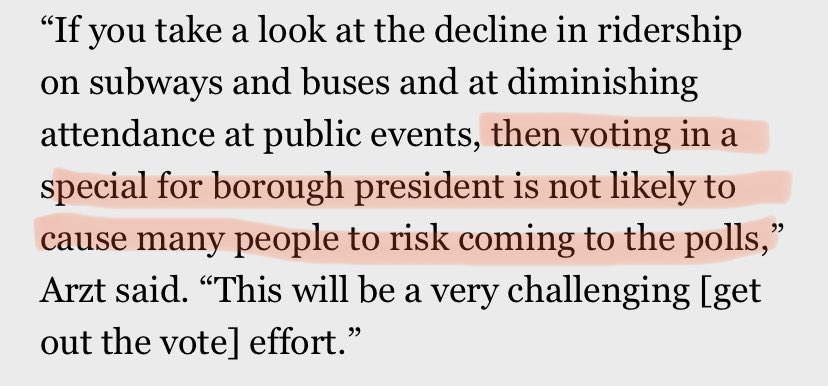 “If you take a look at the decline in ridership
on subways and buses and at diminishing
attendance at public events, then voting in a
special for borough president is not likely to
cause many people to risk coming to the polls,”
Arzt said. “This will be a very challenging [get
out the vote] effort.”